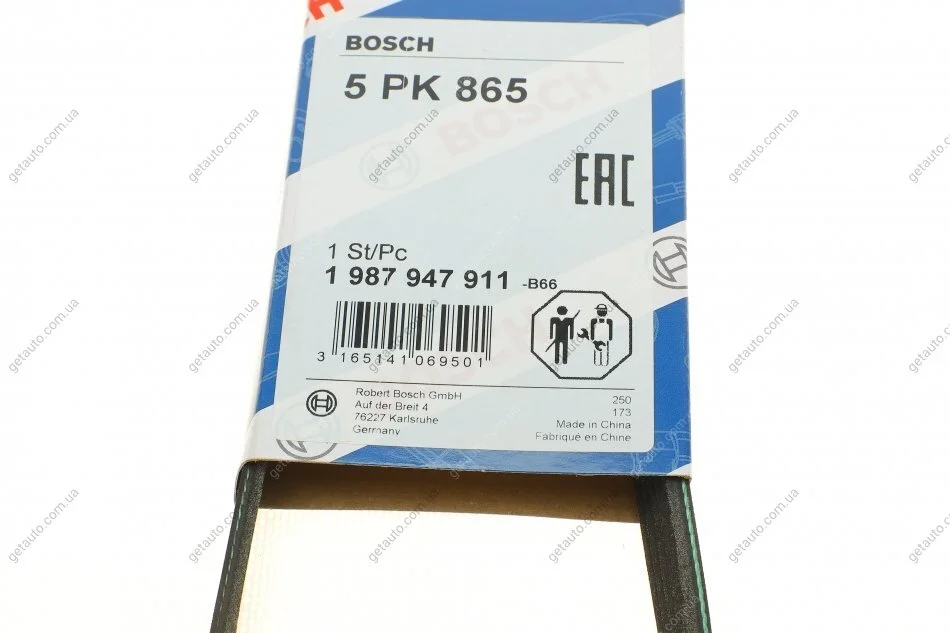 BOSCH
5 PK 865
BOSCH
EAC
1 St/Pc
1 987 947 911 -B66
3 165141 069501
Robert Bosch GmbH
Auf der Breit 4
76227 Karlsruhe
Germany
250
173
Made in China
Fabriqué en Chine
getauto.com.ua